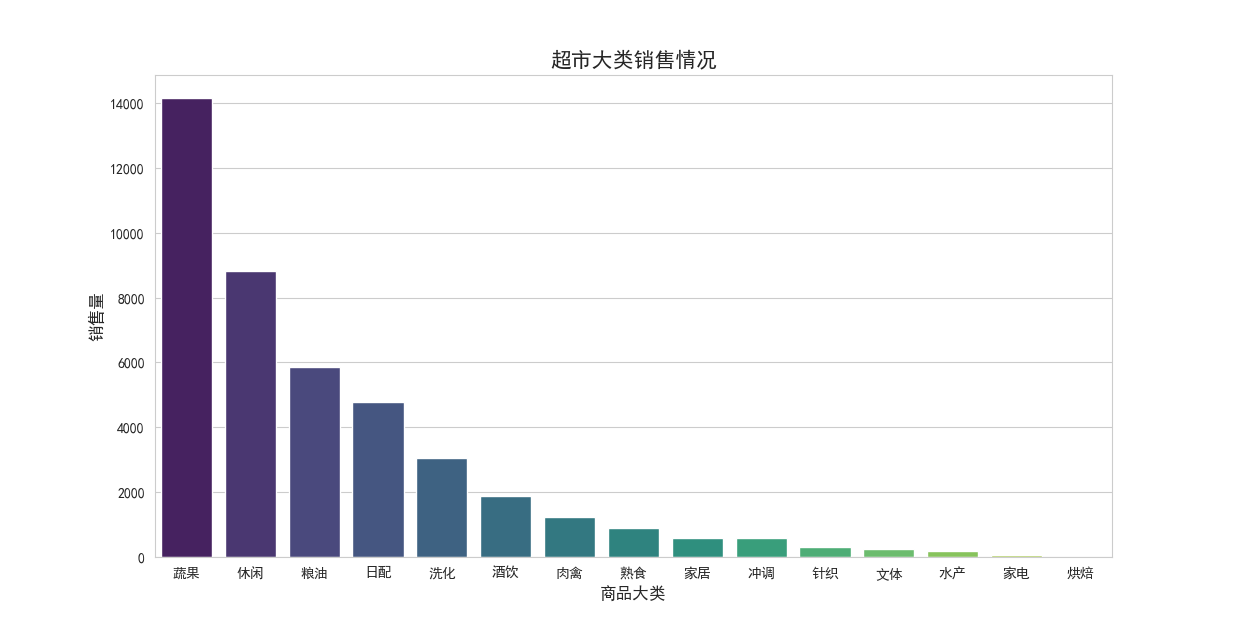 超市大类销售情况
销售量
14000
12000
10000
8000
6000
4000
2000
0
蔬果 休闲 粮油 日配 洗化 酒饮 肉禽 熟食 家居 冲调 针织 文体 水产 家电 烘焙
商品大类